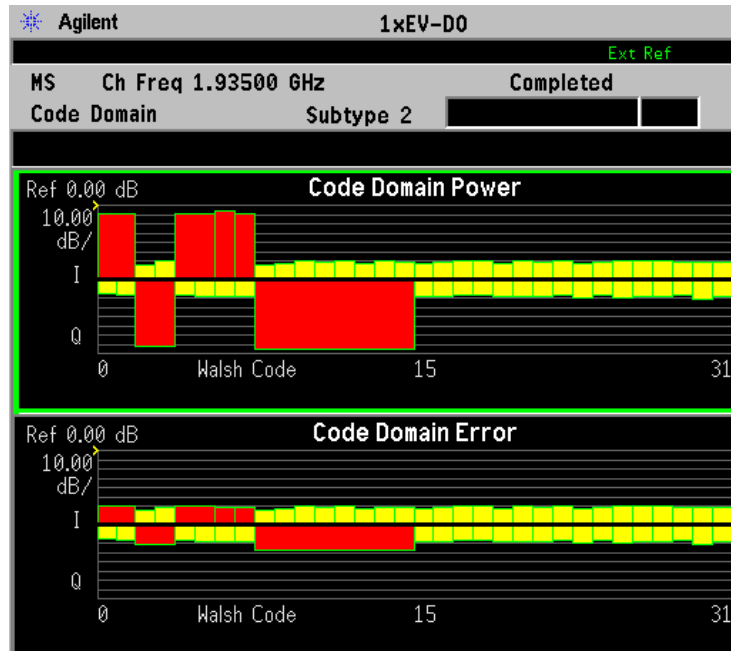 Agilent 1xEV-DO
Ext Ref
MS Ch Freq 1.93500 GHz Completed
Code Domain Subtype 2
Ref 0.00 dB Code Domain Power
10.00
dB/
I
Q
0 Walsh Code 15 31
Ref 0.00 dB Code Domain Error
10.00
dB/
I
Q
0 Walsh Code 15 31